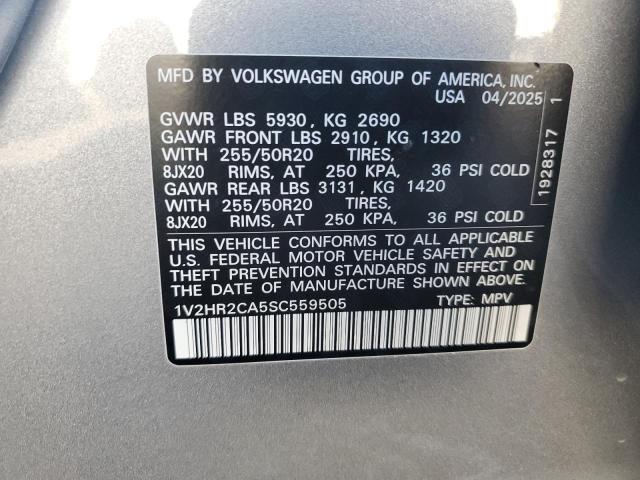 MFD BY VOLKSWAGEN GROUP OF AMERICA, INC.
USA 04/2025
GVWR LBS 5930, KG 2690
GAWR FRONT LBS 2910, KG 1320
WITH 255/50R20 TIRES,
8JX20 RIMS, AT 250 KPA, 36 PSI COLD
GAWR REAR LBS 3131, KG 1420
WITH 255/50R20 TIRES,
8JX20 RIMS, AT 250 KPA, 36 PSI COLD
THIS VEHICLE CONFORMS TO ALL APPLICABLE
U.S. FEDERAL MOTOR VEHICLE SAFETY AND
THEFT PREVENTION STANDARDS IN EFFECT ON
THE DATE OF MANUFACTURE SHOWN ABOVE.
1V2HR2CA5SC559505 TYPE: MPV
1928317 1